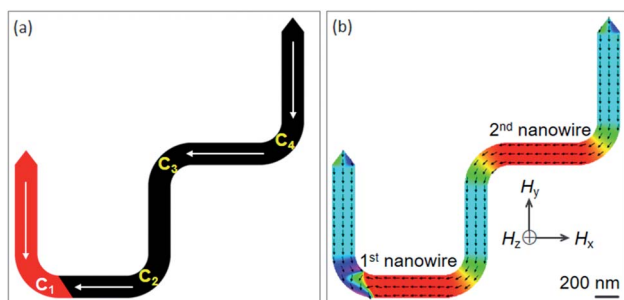 (a)
C4
C3
C2
C1
(b)
2nd nanowire
Hy
Hz
Hx
1st nanowire
200 nm